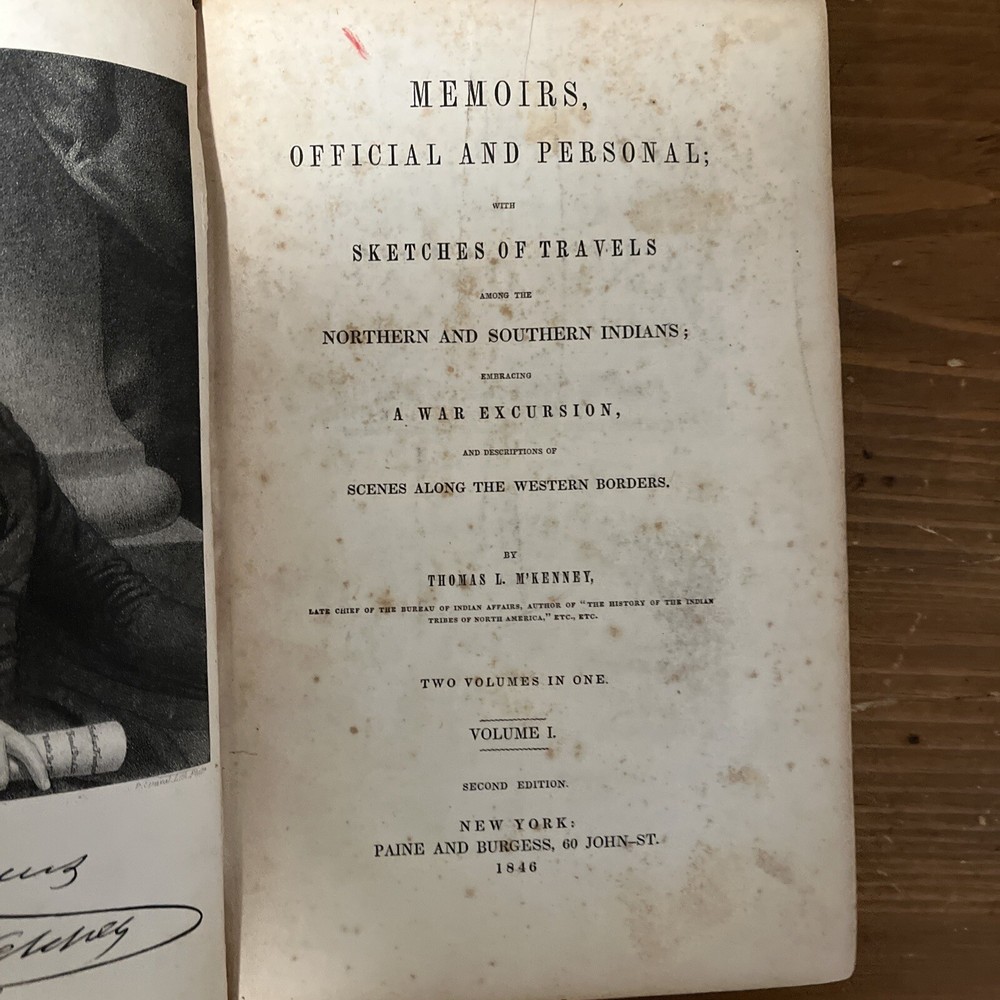 MEMOIRS,
OFFICIAL AND PERSONAL;
WITH
SKETCHES OF TRAVELS
AMONG THE
NORTHERN AND SOUTHERN INDIANS;
EMBRACING
A WAR EXCURSION,
AND DESCRIPTIONS OF
SCENES ALONG THE WESTERN BORDERS.
BY
THOMAS L. M'KENNEY,
LATE CHIEF OF THE BUREAU OF INDIAN AFFAIRS, AUTHOR OF "THE HISTORY OF THE INDIAN
TRIBES OF NORTH AMERICA," ETC., ETC.
TWO VOLUMES IN ONE.
VOLUME I.
SECOND EDITION.
NEW YORK:
PAINE AND BURGESS, 60 JOHN-ST.
1846